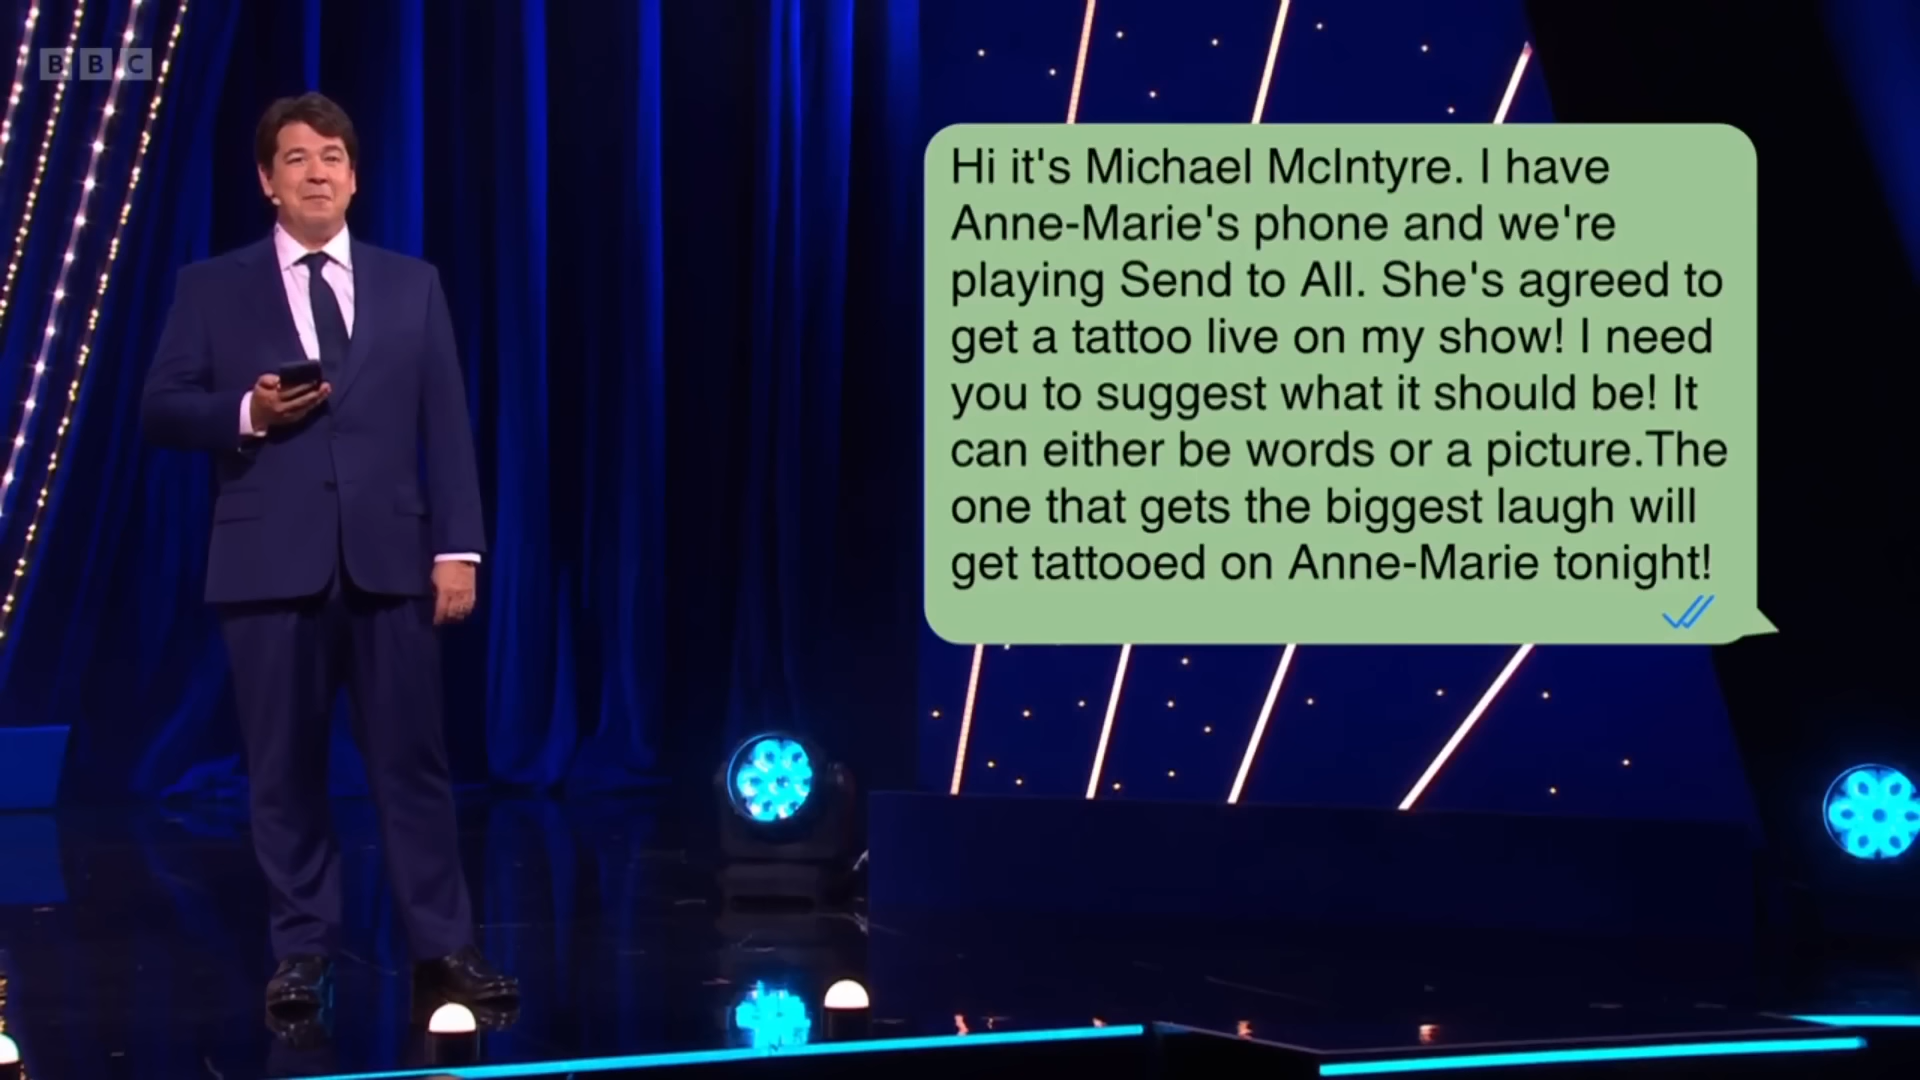 BBC
Hi it's Michael McIntyre. I have
Anne-Marie's phone and we're
playing Send to All. She's agreed to
get a tattoo live on my show! I need
you to suggest what it should be! It
can either be words or a picture.The
one that gets the biggest laugh will
get tattooed on Anne-Marie tonight!